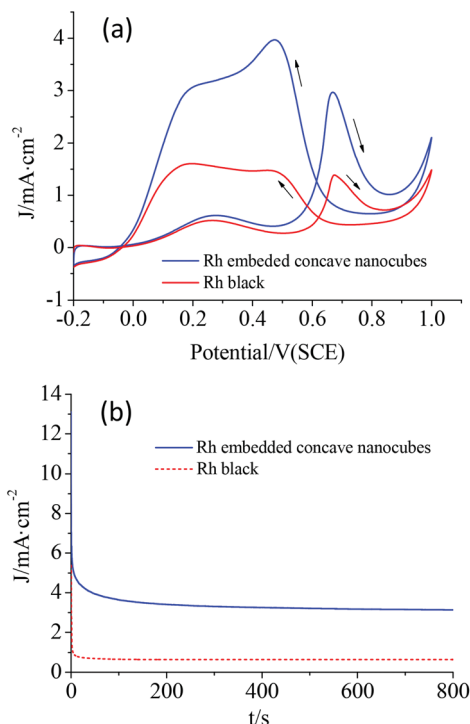 (a)
J/mA·cm-2
4
3
2
1
0
-1
Rh embeded concave nanocubes
Rh black
-0.2 0.0 0.2 0.4 0.6 0.8 1.0
Potential/V(SCE)
(b)
J/mA·cm-2
14
12
10
8
6
4
2
0
Rh embedded concave nanocubes
Rh black
0 200 400 600 800
t/s